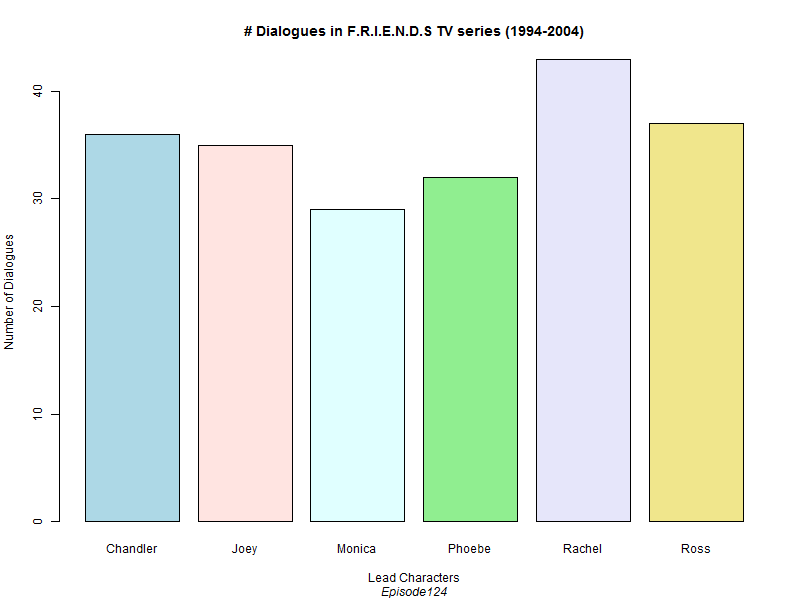 # Dialogues in F.R.I.E.N.D.S TV series (1994-2004)
Number of Dialogues
40
30
20
10
0
Chandler Joey Monica Phoebe Rachel Ross
Lead Characters
Episode124